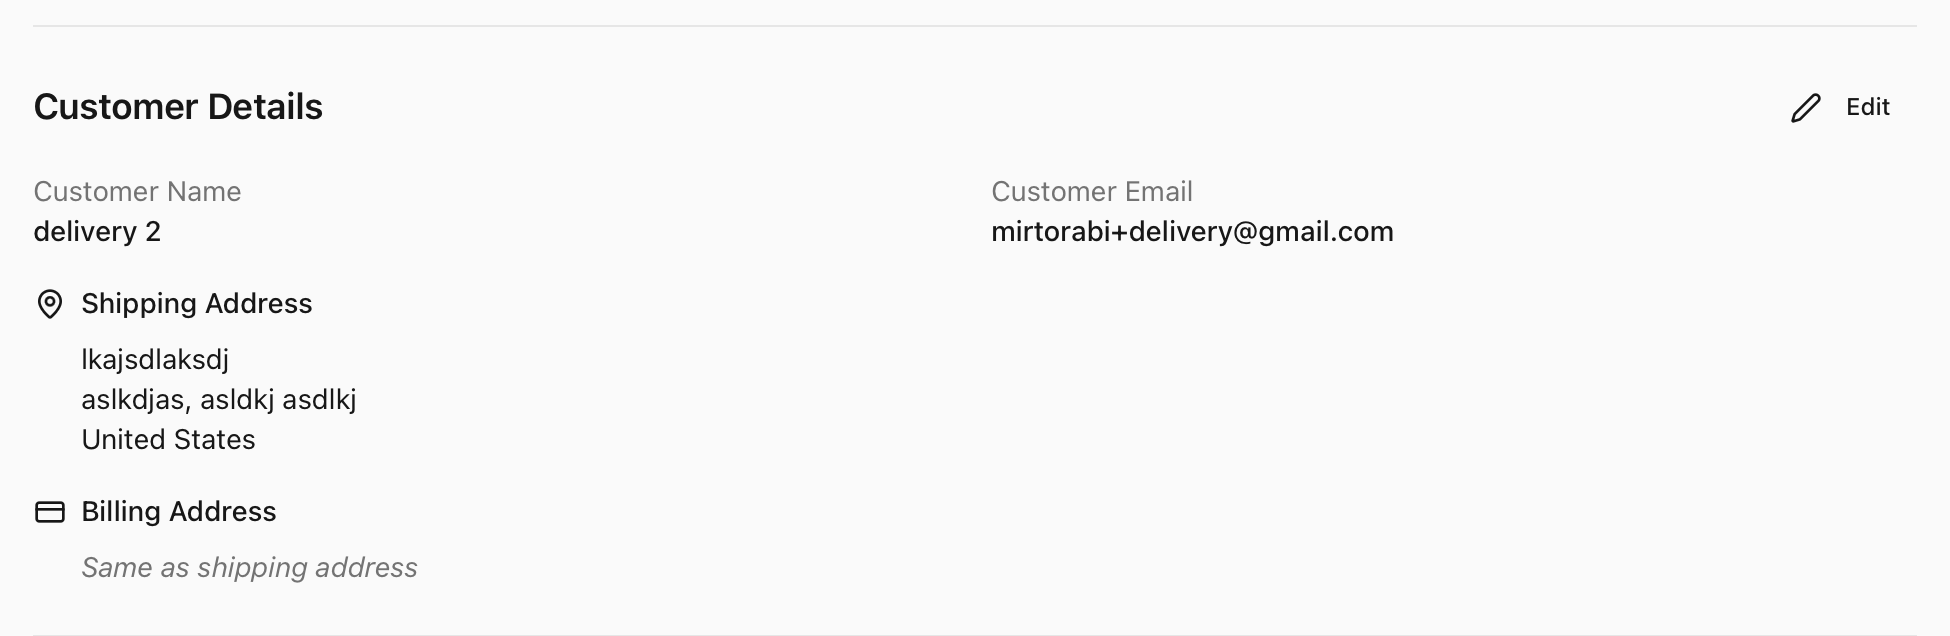 Customer Details
Edit
Customer Name
delivery 2
Customer Email
mirtorabi+delivery@gmail.com
Shipping Address
lkajsdlaksdj
aslkdjas, asldkj asdlkj
United States
Billing Address
Same as shipping address